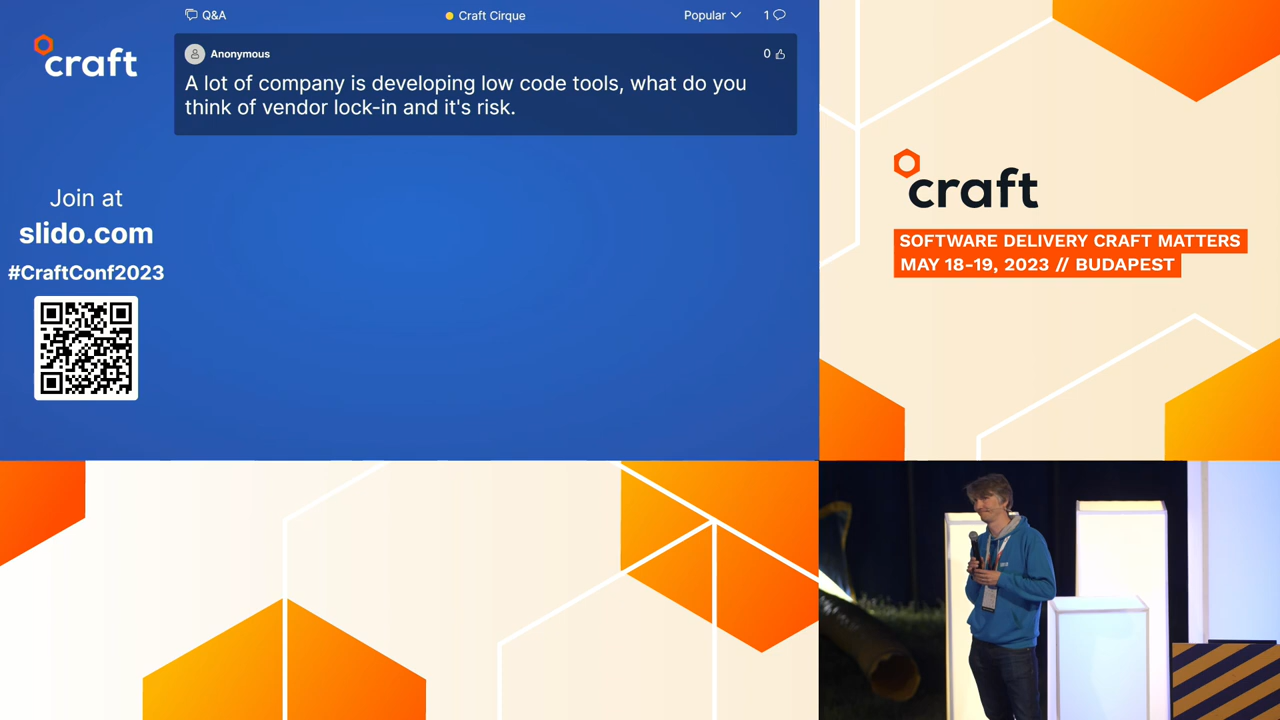 Q&A
Craft Cirque
Popular
1
craft
Anonymous
0
A lot of company is developing low code tools, what do you
think of vendor lock-in and it's risk.
Join at
slido.com
#CraftConf2023
craft
SOFTWARE DELIVERY CRAFT MATTERS
MAY 18-19, 2023 // BUDAPEST